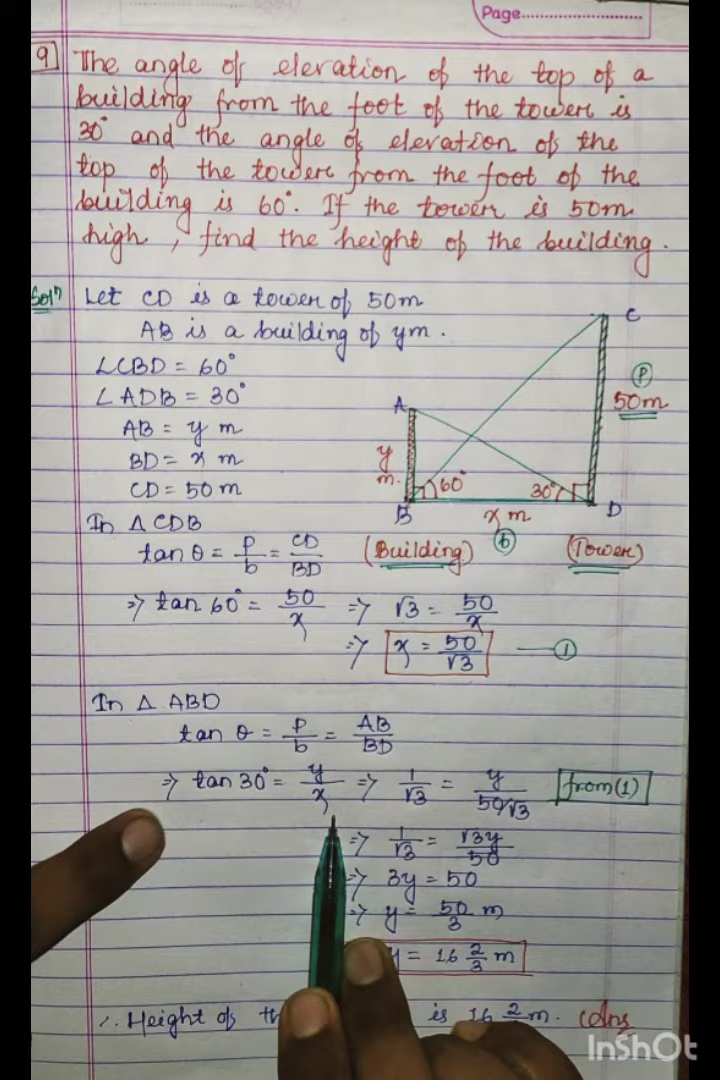 Page
9 The angle of elevation of the top of a
building from the foot of the tower is
30° and the angle of elevation of the
top of the tower from the foot of the
building is 60°. If the tower is 50m
high, find the height of the building.
Solⁿ Let CD is a tower of 50m
AB is a building of ym.
∠CBD = 60°
∠ADB = 30°
AB = y m
BD = x m
CD = 50 m
C
P
50m
A
y
m.
60°
30°
B
x m
D
b
(Building)
(Tower)
In △ CDB
tan θ = p/b = CD/BD
⇒ tan 60° = 50/x ⇒ √3 = 50/x
⇒ x = 50/√3 — 1
In △ ABD
tan θ = p/b = AB/BD
⇒ tan 30° = y/x ⇒ 1/√3 = y/50/√3 from(1)
⇒ 1/√3 = √3y/50
⇒ 3y = 50
⇒ y = 50/3 m
y = 16 2/3 m
∴ Height of is 16 2/ m. (Ans
InShOt